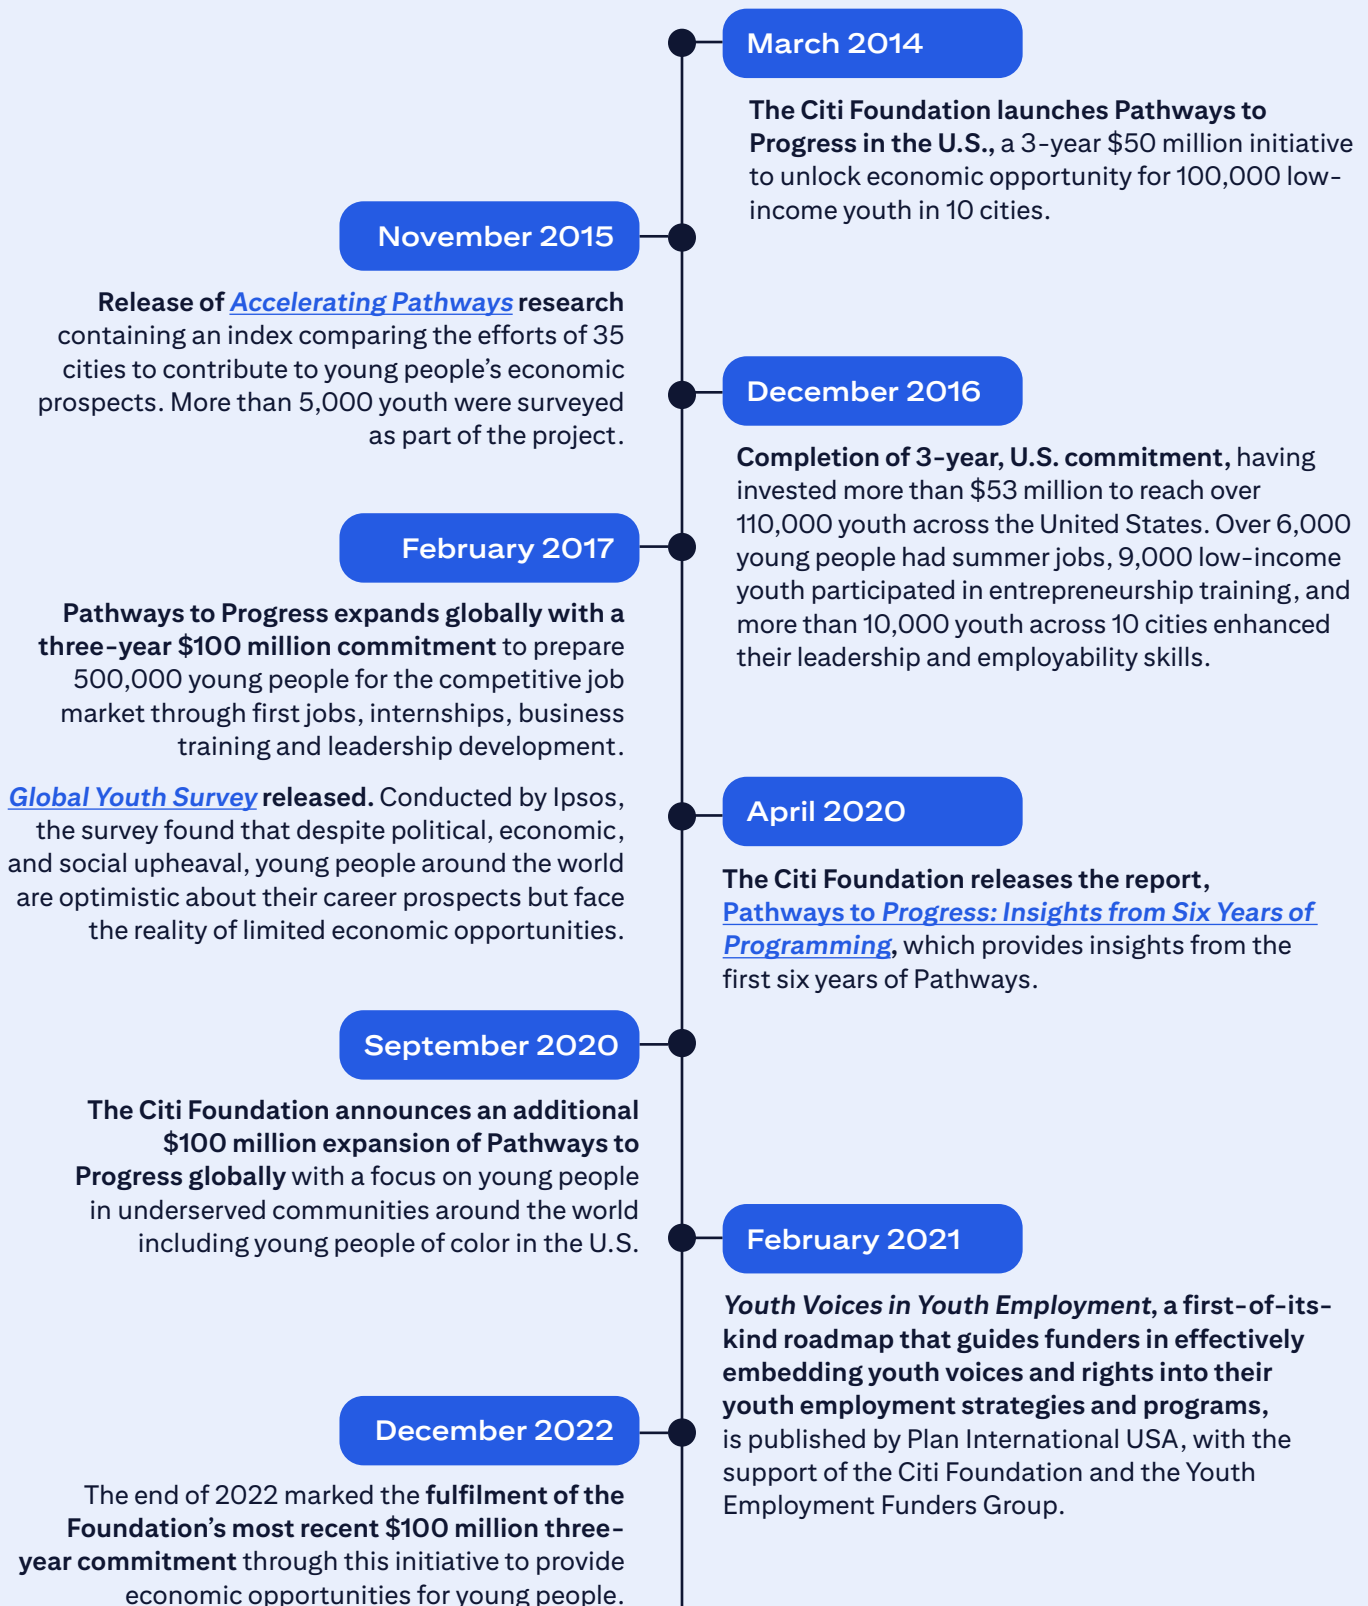 March 2014
The Citi Foundation launches Pathways to
Progress in the U.S., a 3-year $50 million initiative
to unlock economic opportunity for 100,000 low-
income youth in 10 cities.
November 2015
Release of Accelerating Pathways research
containing an index comparing the efforts of 35
cities to contribute to young people’s economic
prospects. More than 5,000 youth were surveyed
as part of the project.
December 2016
Completion of 3-year, U.S. commitment, having
invested more than $53 million to reach over
110,000 youth across the United States. Over 6,000
young people had summer jobs, 9,000 low-income
youth participated in entrepreneurship training, and
more than 10,000 youth across 10 cities enhanced
their leadership and employability skills.
February 2017
Pathways to Progress expands globally with a
three-year $100 million commitment to prepare
500,000 young people for the competitive job
market through first jobs, internships, business
training and leadership development.
Global Youth Survey released. Conducted by Ipsos,
the survey found that despite political, economic,
and social upheaval, young people around the world
are optimistic about their career prospects but face
the reality of limited economic opportunities.
April 2020
The Citi Foundation releases the report,
Pathways to Progress: Insights from Six Years of
Programming, which provides insights from the
first six years of Pathways.
September 2020
The Citi Foundation announces an additional
$100 million expansion of Pathways to
Progress globally with a focus on young people
in underserved communities around the world
including young people of color in the U.S.
February 2021
Youth Voices in Youth Employment, a first-of-its-
kind roadmap that guides funders in effectively
embedding youth voices and rights into their
youth employment strategies and programs,
is published by Plan International USA, with the
support of the Citi Foundation and the Youth
Employment Funders Group.
December 2022
The end of 2022 marked the fulfilment of the
Foundation’s most recent $100 million three-
year commitment through this initiative to provide
economic opportunities for young people.